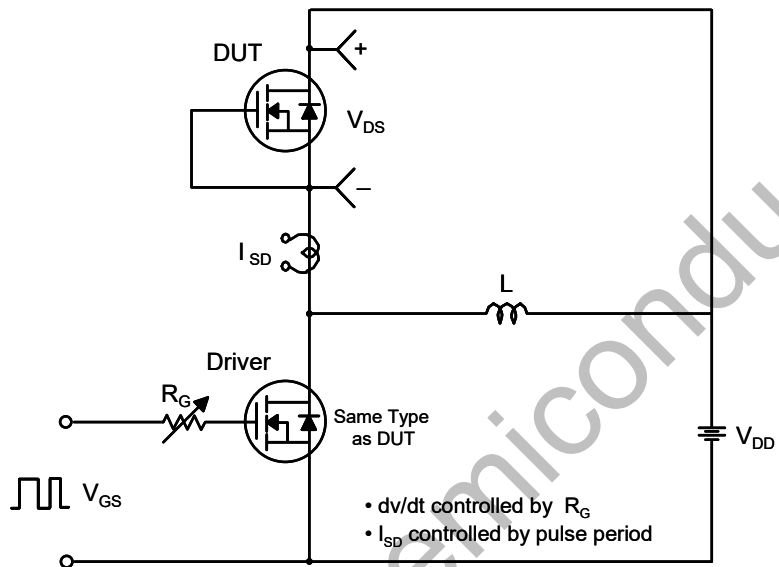 DUT
+
V_DS
–
I_SD
L
Driver
R_G
Same Type
as DUT
V_DD
V_GS
• dv/dt controlled by R_G
• I_SD controlled by pulse period
emicondu